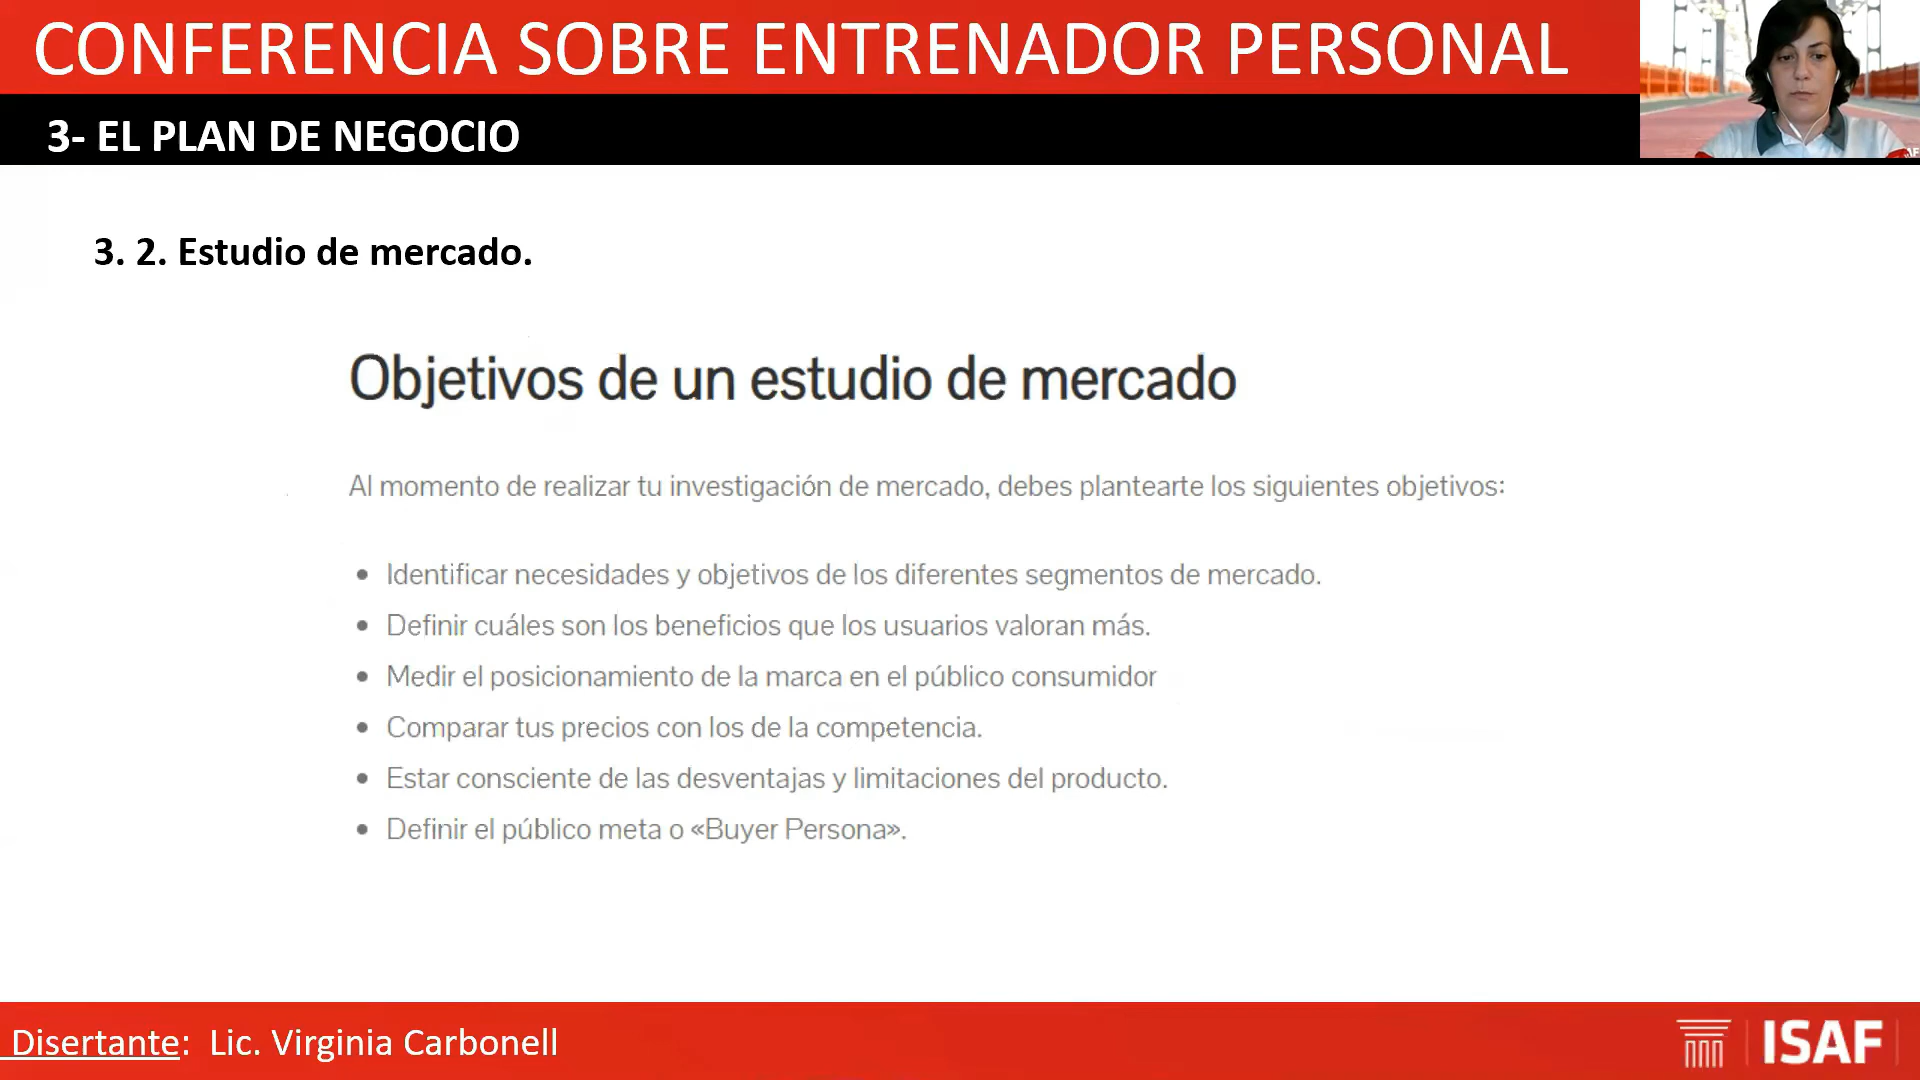 CONFERENCIA SOBRE ENTRENADOR PERSONAL
3- EL PLAN DE NEGOCIO
3. 2. Estudio de mercado.
Objetivos de un estudio de mercado
Al momento de realizar tu investigación de mercado, debes plantearte los siguientes objetivos:
• Identificar necesidades y objetivos de los diferentes segmentos de mercado.
• Definir cuáles son los beneficios que los usuarios valoran más.
• Medir el posicionamiento de la marca en el público consumidor
• Comparar tus precios con los de la competencia.
• Estar consciente de las desventajas y limitaciones del producto.
• Definir el público meta o «Buyer Persona».
Disertante: Lic. Virginia Carbonell
ISAF